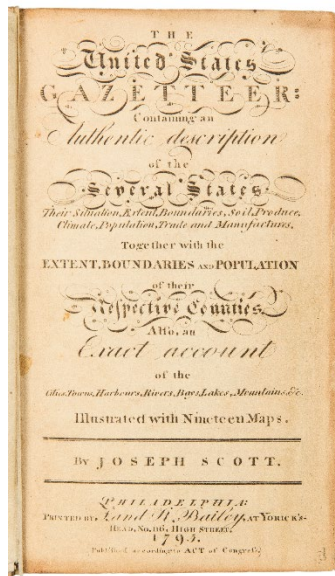 THE
United States
GAZETTEER:
Containing an
Authentic description
of the
Several States.
Their Situation, Extent, Boundaries, Soil, Produce,
Climate, Population, Trade and Manufactures.
Together with the
EXTENT, BOUNDARIES AND POPULATION
of their
Respective Counties.
Also, an
Exact account
of the
Cities, Towns, Harbours, Rivers, Bays, Lakes, Mountains, &c.
Illustrated with Nineteen Maps.
BY JOSEPH SCOTT.
PHILADELPHIA:
PRINTED BY F. and R. Bailey, AT YORICK'S-
HEAD, No. 116, HIGH STREET.
1795.
Published according to ACT of Congress.